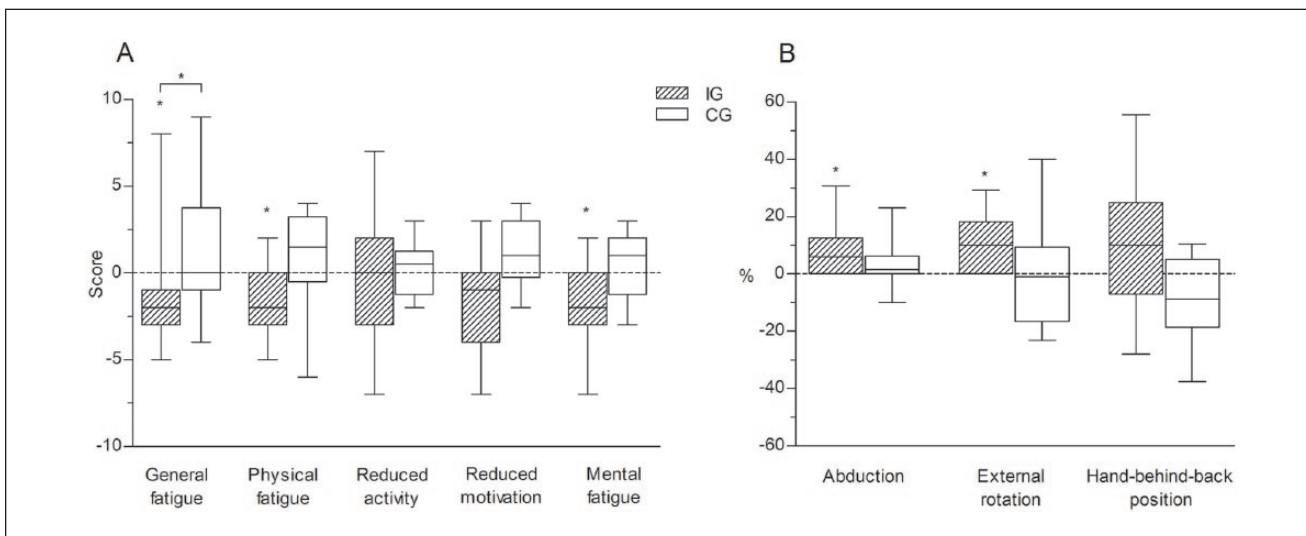 A
*
*
10
5
0
-5
-10
Score
*
*
General
fatigue
Physical
fatigue
Reduced
activity
Reduced
motivation
Mental
fatigue
IG
CG
B
60
40
20
0
-20
-40
-60
%
*
*
Abduction
External
rotation
Hand-behind-back
position